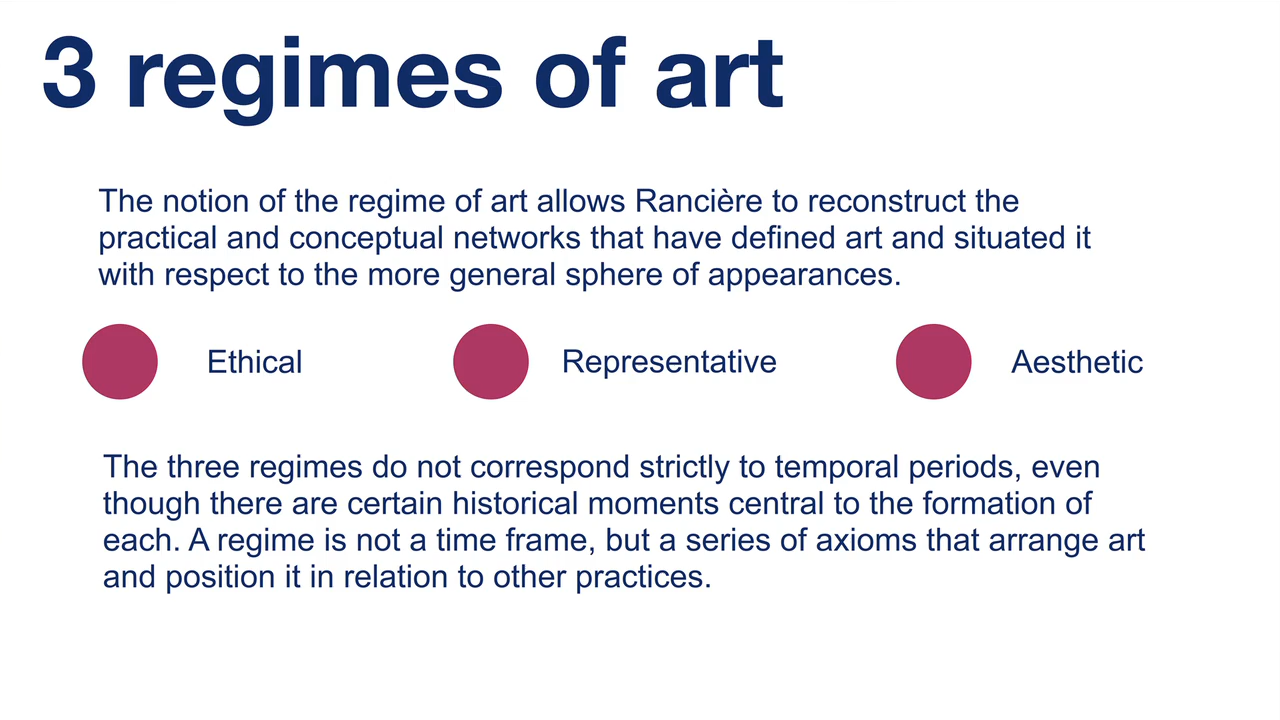 3 regimes of art
The notion of the regime of art allows Rancière to reconstruct the
practical and conceptual networks that have defined art and situated it
with respect to the more general sphere of appearances.
Ethical
Representative
Aesthetic
The three regimes do not correspond strictly to temporal periods, even
though there are certain historical moments central to the formation of
each. A regime is not a time frame, but a series of axioms that arrange art
and position it in relation to other practices.